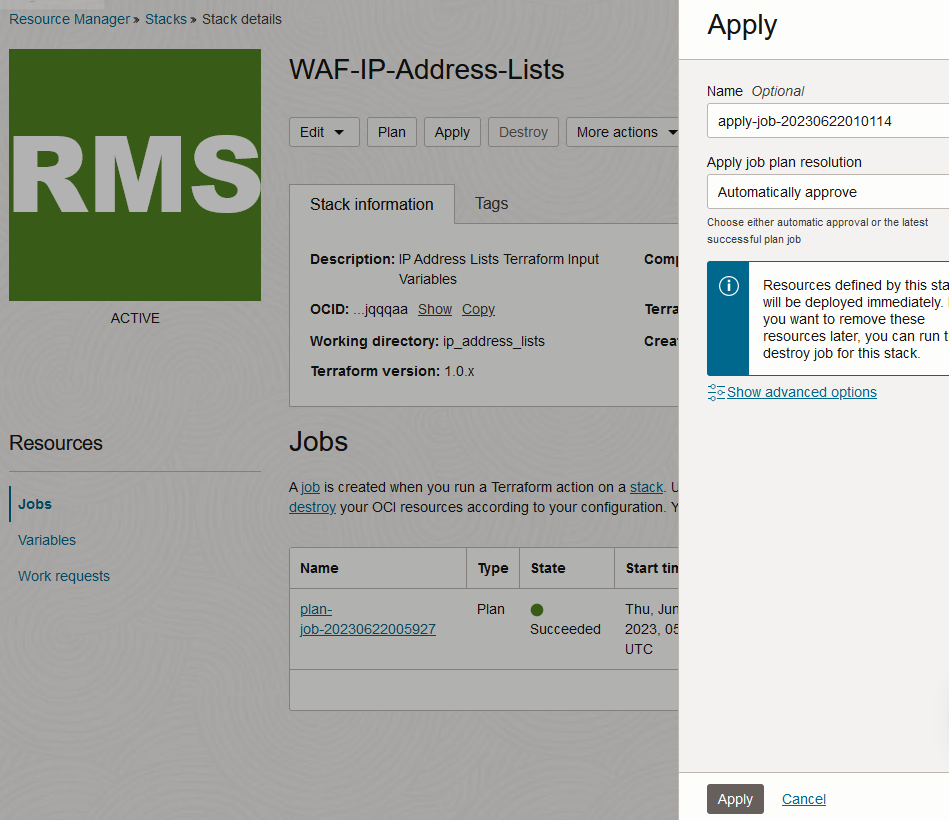 Resource Manager » Stacks » Stack details
RMS
ACTIVE
WAF-IP-Address-Lists
Edit
Plan
Apply
Destroy
More actions
Stack information
Tags
Description: IP Address Lists Terraform Input
Variables
OCID: ...jqqqaa Show Copy
Working directory: ip_address_lists
Terraform version: 1.0.x
Comp
Terra
Crea
Resources
Jobs
Variables
Work requests
Jobs
A job is created when you run a Terraform action on a stack. U
destroy your OCI resources according to your configuration. Y
Name Type State Start tim
plan-
job-20230622005927
Plan
Succeeded
Thu, Jun
2023, 05
UTC
Apply
Name Optional
apply-job-20230622010114
Apply job plan resolution
Automatically approve
Choose either automatic approval or the latest
successful plan job
Resources defined by this sta
will be deployed immediately.
you want to remove these
resources later, you can run t
destroy job for this stack.
Show advanced options
Apply
Cancel